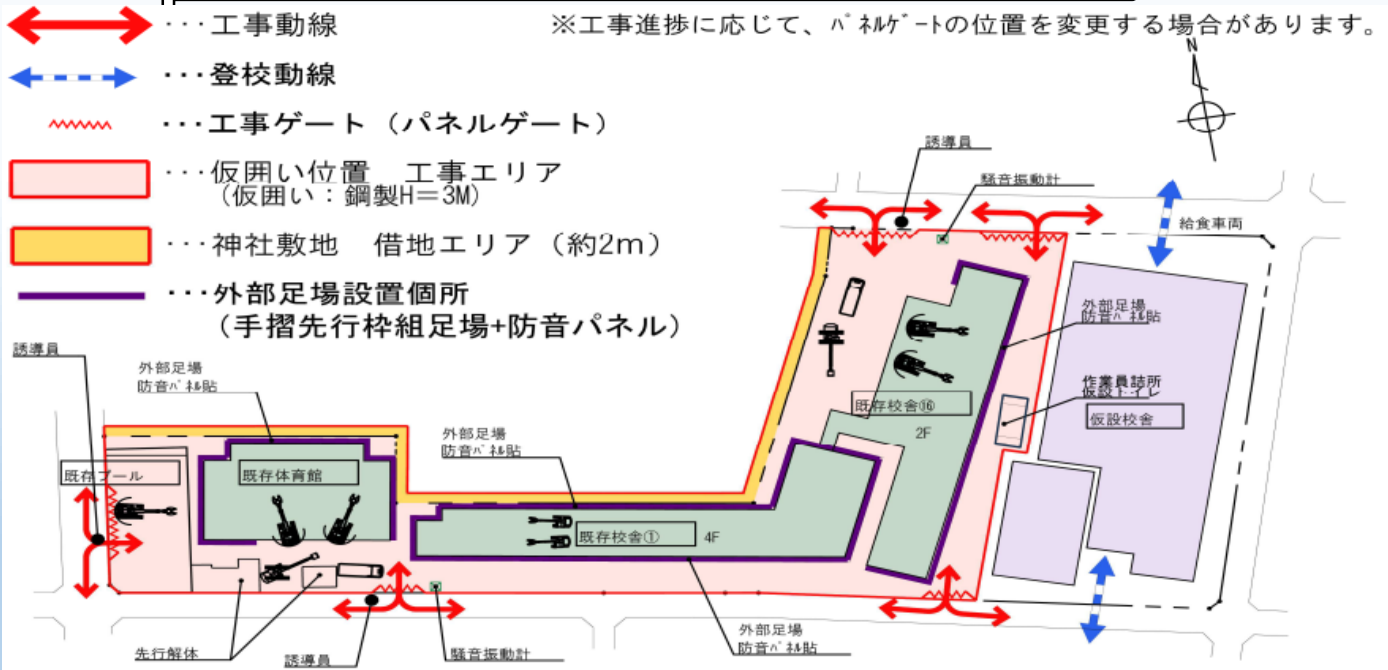 ･･･工事動線
※工事進捗に応じて、ﾊﾟﾈﾙｹﾞｰﾄの位置を変更する場合があります。
･･･登校動線
･･･工事ゲート（パネルゲート）
･･･仮囲い位置　工事エリア
（仮囲い：鋼製H＝3M）
･･･神社敷地　借地エリア（約2m）
･･･外部足場設置個所
（手摺先行枠組足場+防音パネル）
N
誘導員
騒音振動計
給食車両
外部足場
防音ﾊﾟﾈﾙ貼
作業員詰所
仮設トイレ
仮設校舎
既存校舎⑯
2F
誘導員
外部足場
防音ﾊﾟﾈﾙ貼
外部足場
防音ﾊﾟﾈﾙ貼
既存プール
既存体育館
既存校舎①
4F
先行解体
誘導員
騒音振動計
外部足場
防音ﾊﾟﾈﾙ貼